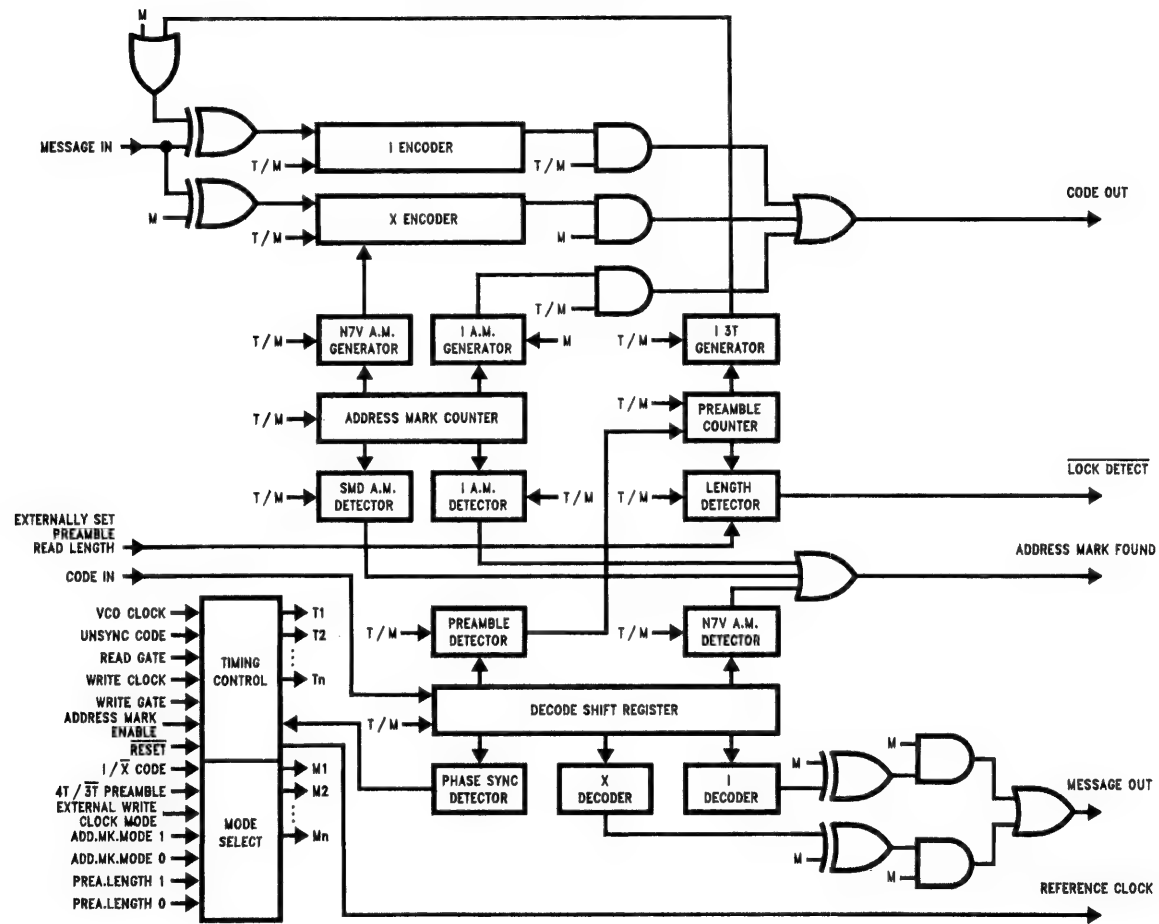 M
MESSAGE IN
I ENCODER
T/M
T/M
CODE OUT
X ENCODER
M
T/M
M
T/M
N7V A.M.
GENERATOR
T/M
I A.M.
GENERATOR
M
T/M
I 3T
GENERATOR
T/M
ADDRESS MARK COUNTER
T/M
PREAMBLE
COUNTER
T/M
SMD A.M.
DETECTOR
I A.M.
DETECTOR
T/M
T/M
LENGTH
DETECTOR
LOCK DETECT
EXTERNALLY SET
PREAMBLE
READ LENGTH
ADDRESS MARK FOUND
CODE IN
VCO CLOCK
UNSYNC CODE
READ GATE
WRITE CLOCK
WRITE GATE
ADDRESS MARK
ENABLE
RESET
TIMING
CONTROL
T1
T2
Tn
T/M
PREAMBLE
DETECTOR
T/M
N7V A.M.
DETECTOR
T/M
DECODE SHIFT REGISTER
I/X CODE
4T/3T PREAMBLE
EXTERNAL WRITE
CLOCK MODE
ADD.MK.MODE 1
ADD.MK.MODE 0
PREA.LENGTH 1
PREA.LENGTH 0
MODE
SELECT
M1
M2
Mn
PHASE SYNC
DETECTOR
X
DECODER
I
DECODER
M
M
MESSAGE OUT
M
M
REFERENCE CLOCK